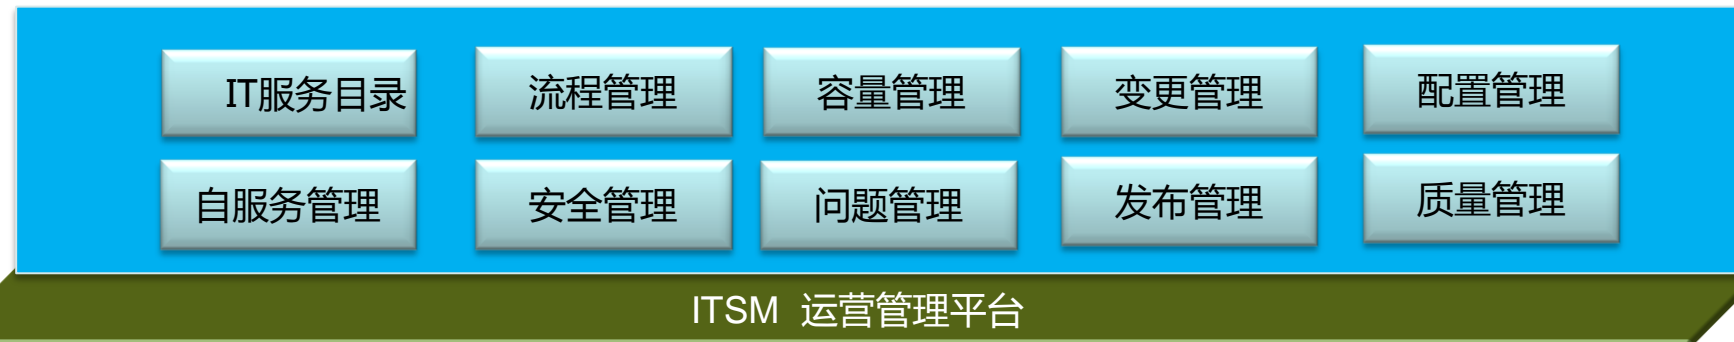 IT服务目录
流程管理
容量管理
变更管理
配置管理
自服务管理
安全管理
问题管理
发布管理
质量管理
ITSM 运营管理平台